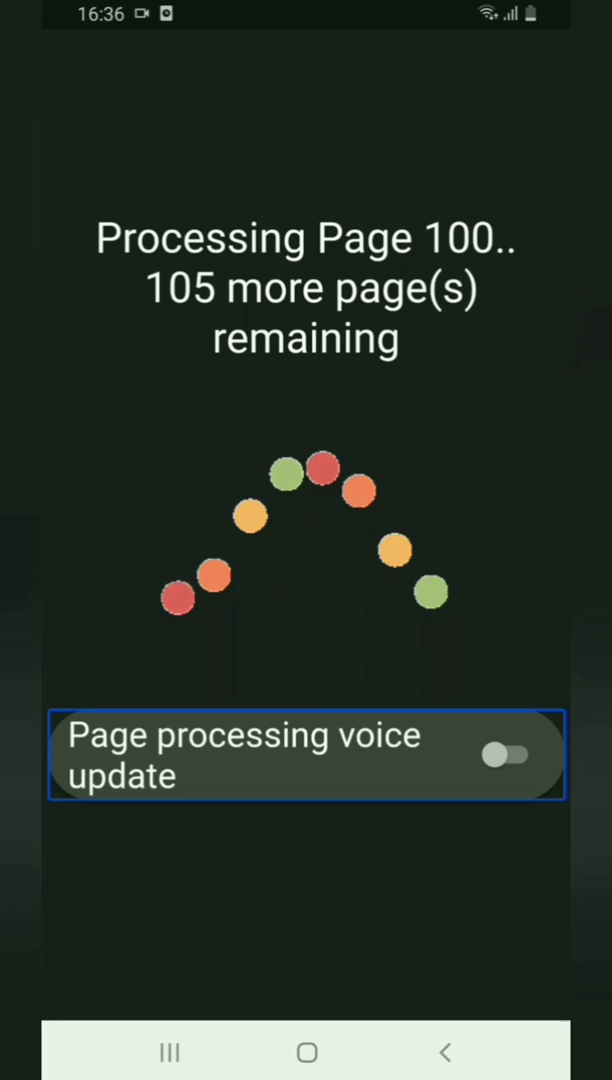 16:36
Processing Page 100..
105 more page(s)
remaining
Page processing voice
update